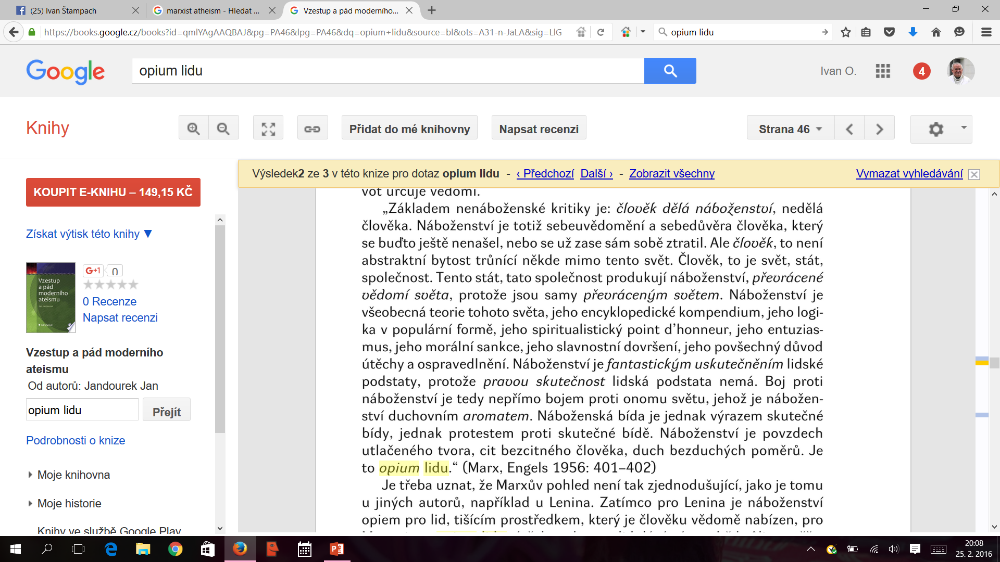 (25) Ivan Štampach
marxist atheism - Hledat ...
Vzestup a pád moderního...
https://books.google.cz/books?id=qmlYAgAAQBAJ&pg=PA46&lpg=PA46&dq=opium+lidu&source=bl&ots=A31-n-JaLA&sig=LlG
opium lidu
Google
opium lidu
Ivan O.
4
Knihy
Přidat do mé knihovny
Napsat recenzi
Strana 46
Výsledek2 ze 3 v této knize pro dotaz opium lidu - ‹ Předchozí Další › - Zobrazit všechny
Vymazat vyhledávání
KOUPIT E-KNIHU – 149,15 KČ
Získat výtisk této knihy ▼
Vzestup
a pád
moderního
ateismu
G+1
0
0 Recenze
Napsat recenzi
Vzestup a pád moderního
ateismu
Od autorů: Jandourek Jan
opium lidu
Přejít
Podrobnosti o knize
Moje knihovna
Moje historie
Knihy ve službě Google Play
vot určuje vědomí.
„Základem nenáboženské kritiky je: člověk dělá náboženství, nedělá
člověka. Náboženství je totiž sebeuvědomění a sebedůvěra člověka, který
se buďto ještě nenašel, nebo se už zase sám sobě ztratil. Ale člověk, to není
abstraktní bytost trůnící někde mimo tento svět. Člověk, to je svět, stát,
společnost. Tento stát, tato společnost produkují náboženství, převrácené
vědomí světa, protože jsou samy převráceným světem. Náboženství je
všeobecná teorie tohoto světa, jeho encyklopedické kompendium, jeho logi-
ka v populární formě, jeho spiritualistický point d’honneur, jeho entuzias-
mus, jeho morální sankce, jeho slavnostní dovršení, jeho povšechný důvod
útěchy a ospravedlnění. Náboženství je fantastickým uskutečněním lidské
podstaty, protože pravou skutečnost lidská podstata nemá. Boj proti
náboženství je tedy nepřímo bojem proti onomu světu, jehož je nábožen-
ství duchovním aromatem. Náboženská bída je jednak výrazem skutečné
bídy, jednak protestem proti skutečné bídě. Náboženství je povzdech
utlačeného tvora, cit bezcitného člověka, duch bezduchých poměrů. Je
to opium lidu.“ (Marx, Engels 1956: 401–402)
Je třeba uznat, že Marxův pohled není tak zjednodušující, jako je tomu
u jiných autorů, například u Lenina. Zatímco pro Lenina je náboženství
opiem pro lid, tišícím prostředkem, který je člověku vědomě nabízen, pro
20:08
25. 2. 2016